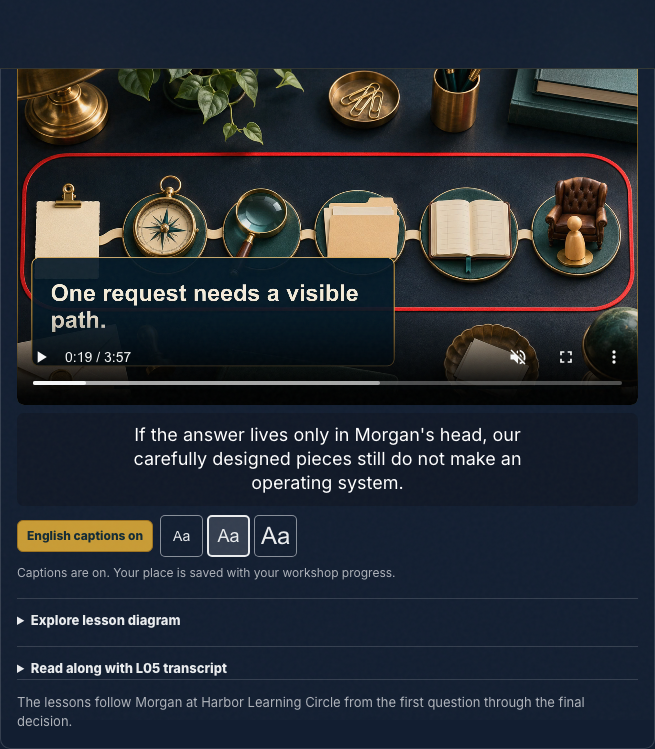 One request needs a visible
path.
0:19 / 3:57
If the answer lives only in Morgan's head, our
carefully designed pieces still do not make an
operating system.
English captions on
Aa
Aa
Aa
Captions are on. Your place is saved with your workshop progress.
Explore lesson diagram
Read along with L05 transcript
The lessons follow Morgan at Harbor Learning Circle from the first question through the final
decision.